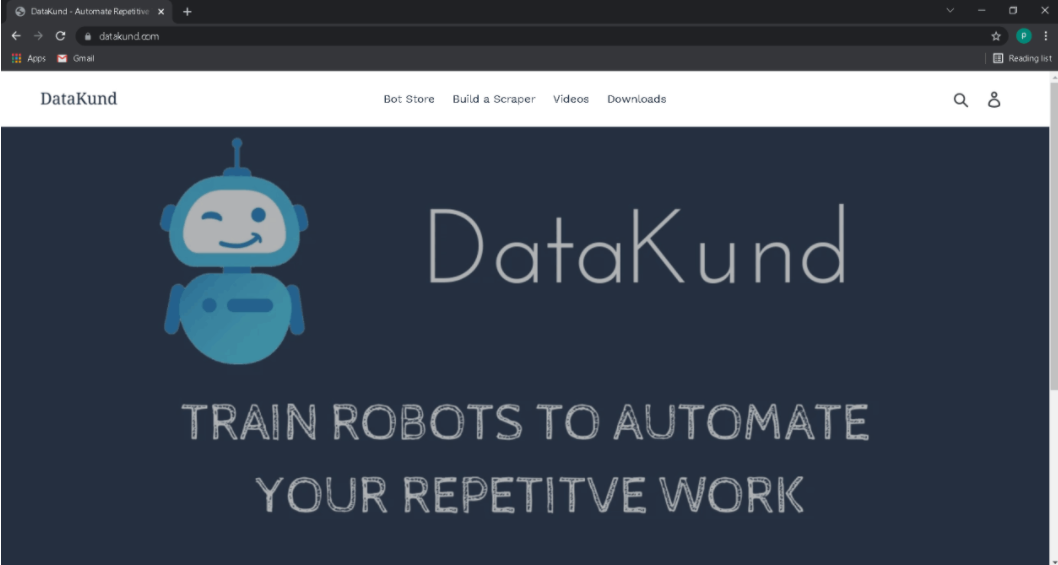 DataKund - Automate Repetitive
datakund.com
P
Apps Gmail Reading list
DataKund Bot Store Build a Scraper Videos Downloads
DataKund
TRAIN ROBOTS TO AUTOMATE
YOUR REPETITVE WORK